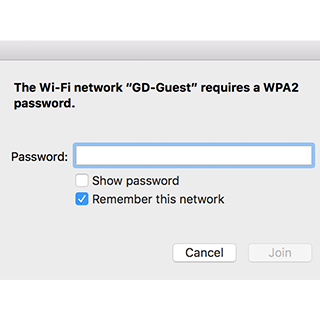 The Wi-Fi network “GD-Guest” requires a WPA2
password.
Password:
Show password
Remember this network
Cancel
Join